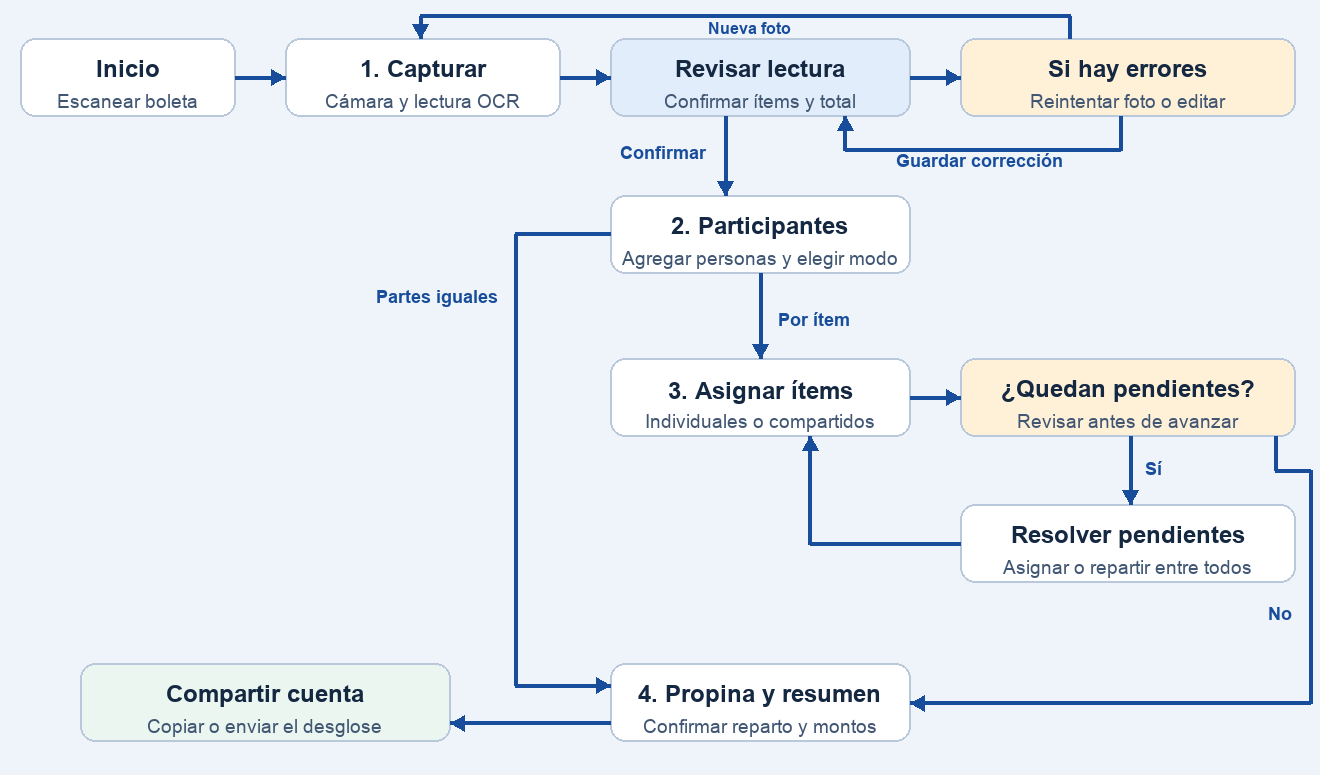 Nueva foto
Inicio
Escanear boleta
1. Capturar
Cámara y lectura OCR
Revisar lectura
Confirmar ítems y total
Si hay errores
Reintentar foto o editar
Confirmar
Guardar corrección
2. Participantes
Agregar personas y elegir modo
Partes iguales
Por ítem
3. Asignar ítems
Individuales o compartidos
¿Quedan pendientes?
Revisar antes de avanzar
Sí
Resolver pendientes
Asignar o repartir entre todos
No
Compartir cuenta
Copiar o enviar el desglose
4. Propina y resumen
Confirmar reparto y montos